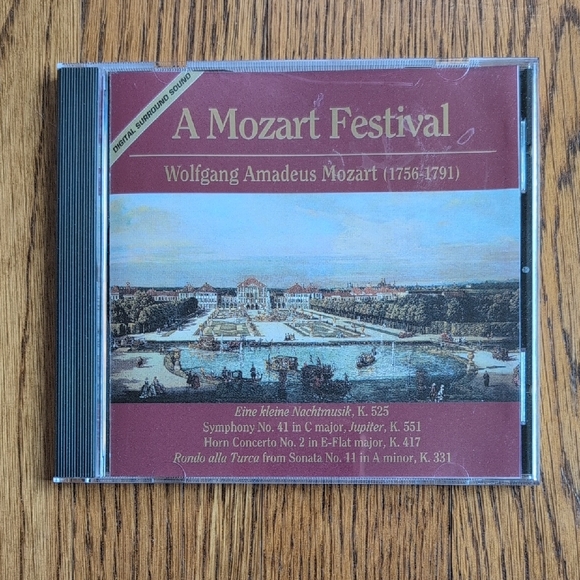 DIGITAL SURROUND SOUND
A Mozart Festival
Wolfgang Amadeus Mozart (1756-1791)
Eine kleine Nachtmusik, K. 525
Symphony No. 41 in C major, Jupiter, K. 551
Horn Concerto No. 2 in E-Flat major, K. 417
Rondo alla Turca from Sonata No. 11 in A minor, K. 331